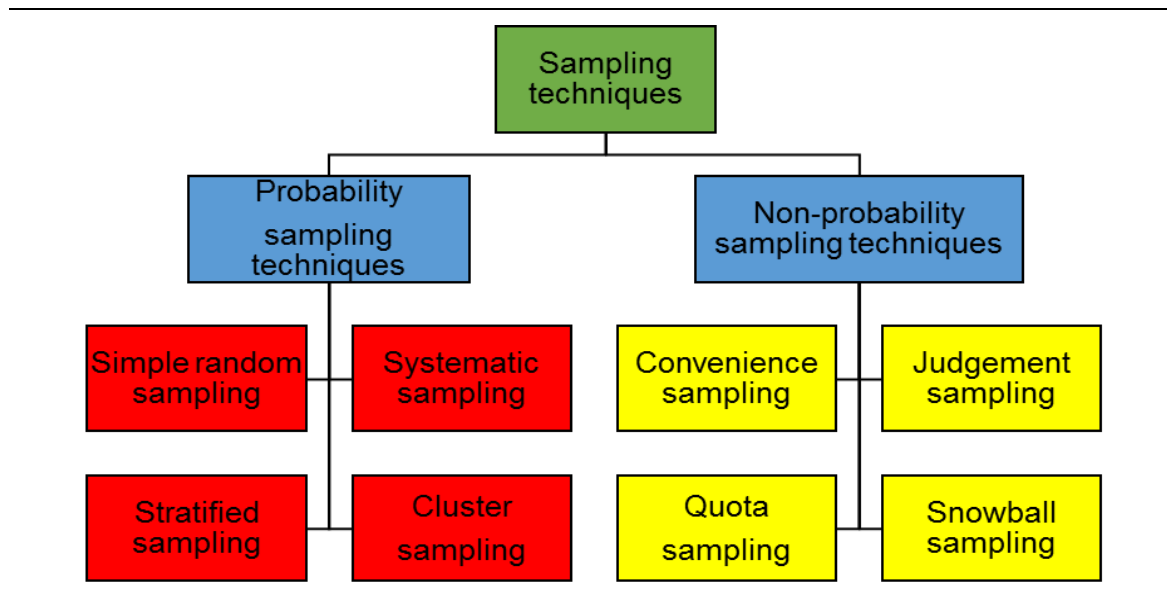 Sampling
techniques
Probability
sampling
techniques
Non-probability
sampling techniques
Simple random
sampling
Systematic
sampling
Convenience
sampling
Judgement
sampling
Stratified
sampling
Cluster
sampling
Quota
sampling
Snowball
sampling